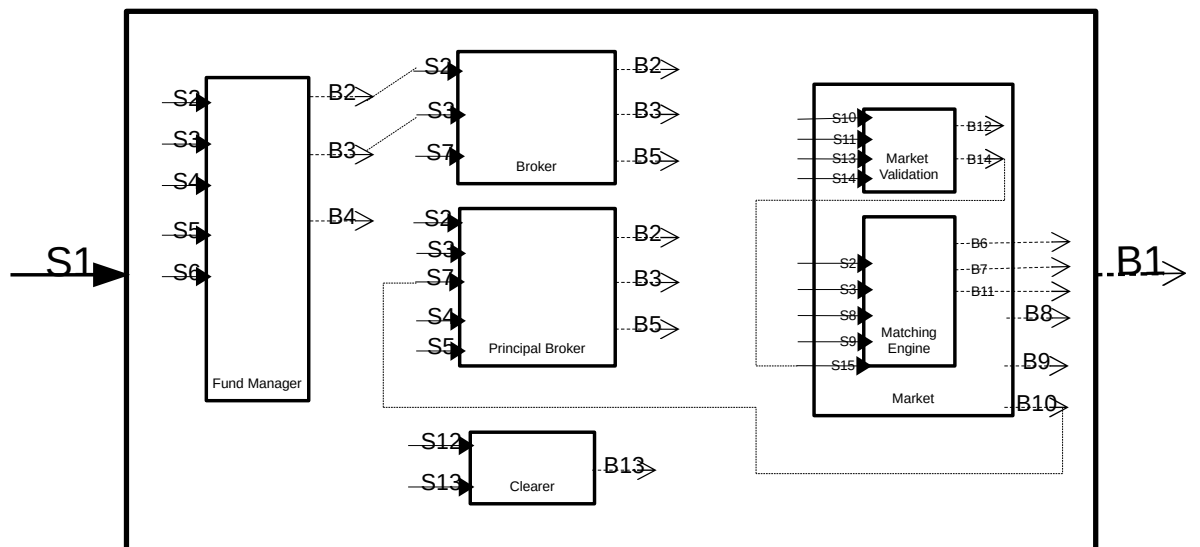 S1
S2
S3
S4
S5
S6
Fund Manager
B2
B3
B4
S2
S3
S7
Broker
B2
B3
B5
S2
S3
S7
S4
S5
Principal Broker
B2
B3
B5
S12
S13
Clearer
B13
S10
S11
S13
S14
Market
Validation
B12
B14
S2
S3
S8
S9
S15
Matching
Engine
B6
B7
B11
Market
B8
B9
B10
B1